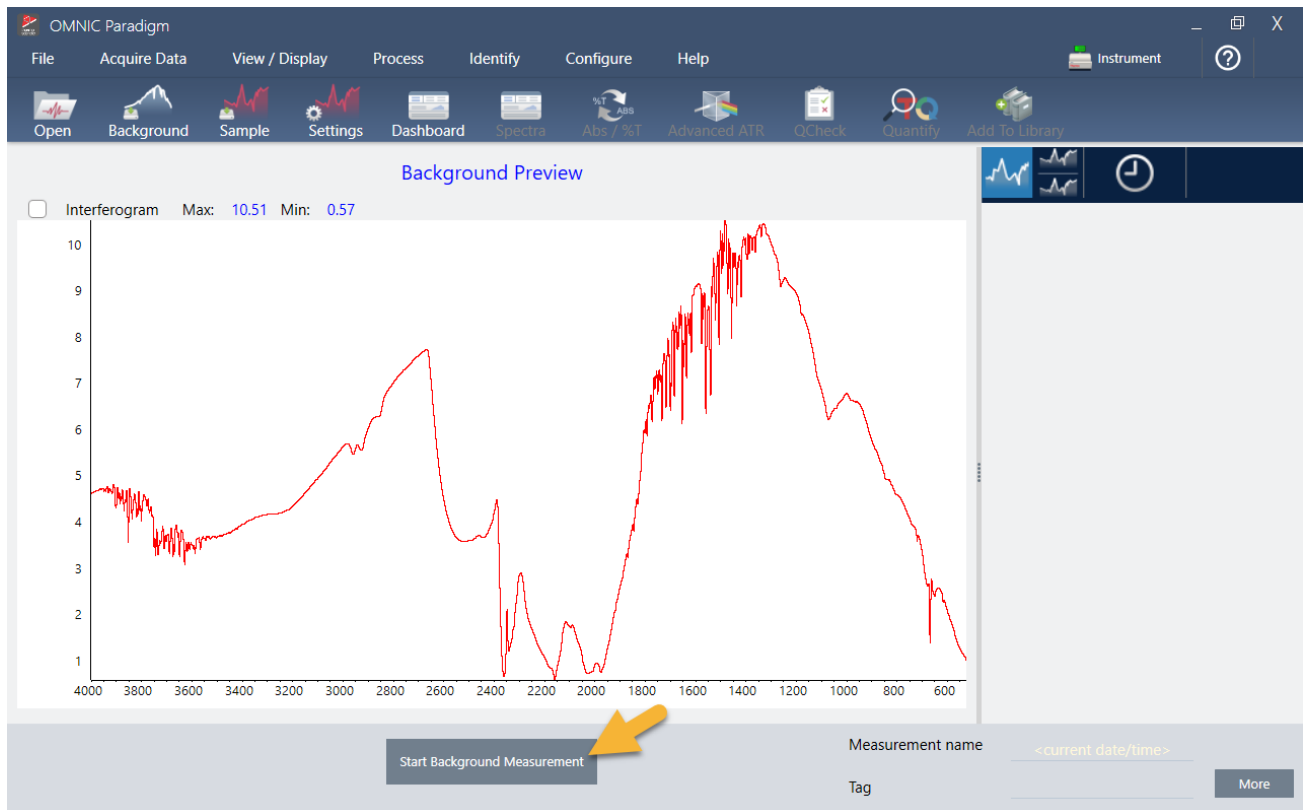 OMNIC Paradigm
_ X
File Acquire Data View / Display Process Identify Configure Help Instrument ?
%T ABS
Open Background Sample Settings Dashboard Spectra Abs / %T Advanced ATR QCheck Quantify Add To Library
Background Preview
Interferogram Max: 10.51 Min: 0.57
10
9
8
7
6
5
4
3
2
1
4000 3800 3600 3400 3200 3000 2800 2600 2400 2200 2000 1800 1600 1400 1200 1000 800 600
Start Background Measurement
Measurement name <current date/time>
Tag
More